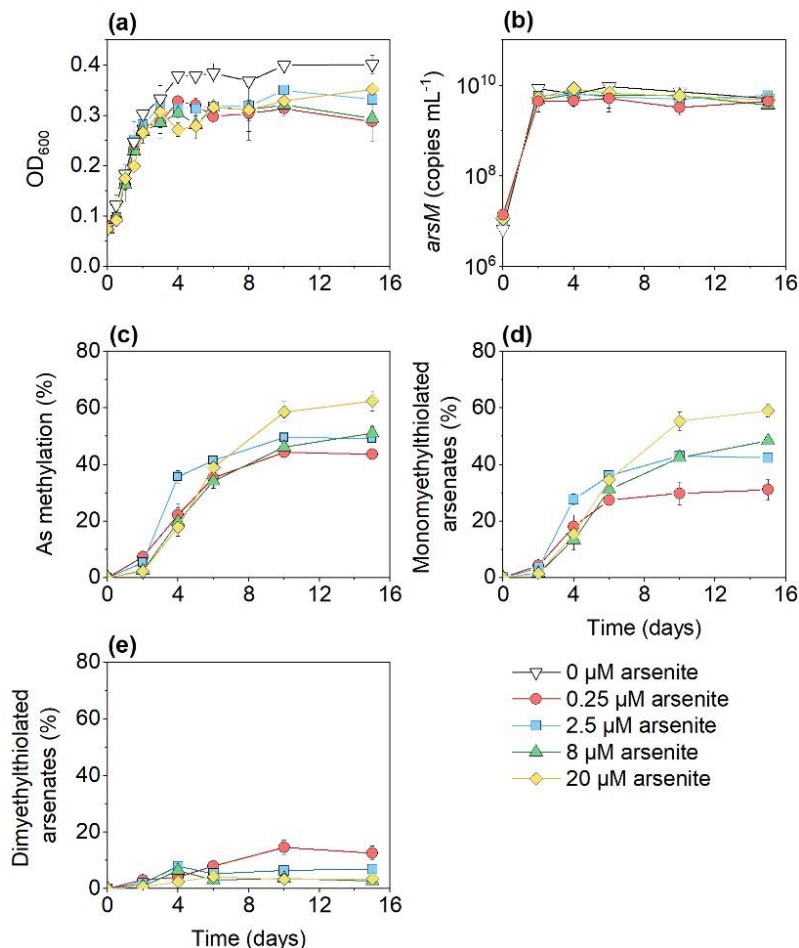 (a)
OD600
0.4
0.3
0.2
0.1
0.0
0 4 8 12 16
(b)
arsM (copies mL-1)
10^10
10^8
10^6
0 4 8 12 16
(c)
As methylation (%)
80
60
40
20
0
0 4 8 12 16
(d)
Monomyethylthiolated
arsenates (%)
80
60
40
20
0
0 4 8 12 16
Time (days)
(e)
Dimyethylthiolated
arsenates (%)
80
60
40
20
0
0 4 8 12 16
Time (days)
0 µM arsenite
0.25 µM arsenite
2.5 µM arsenite
8 µM arsenite
20 µM arsenite